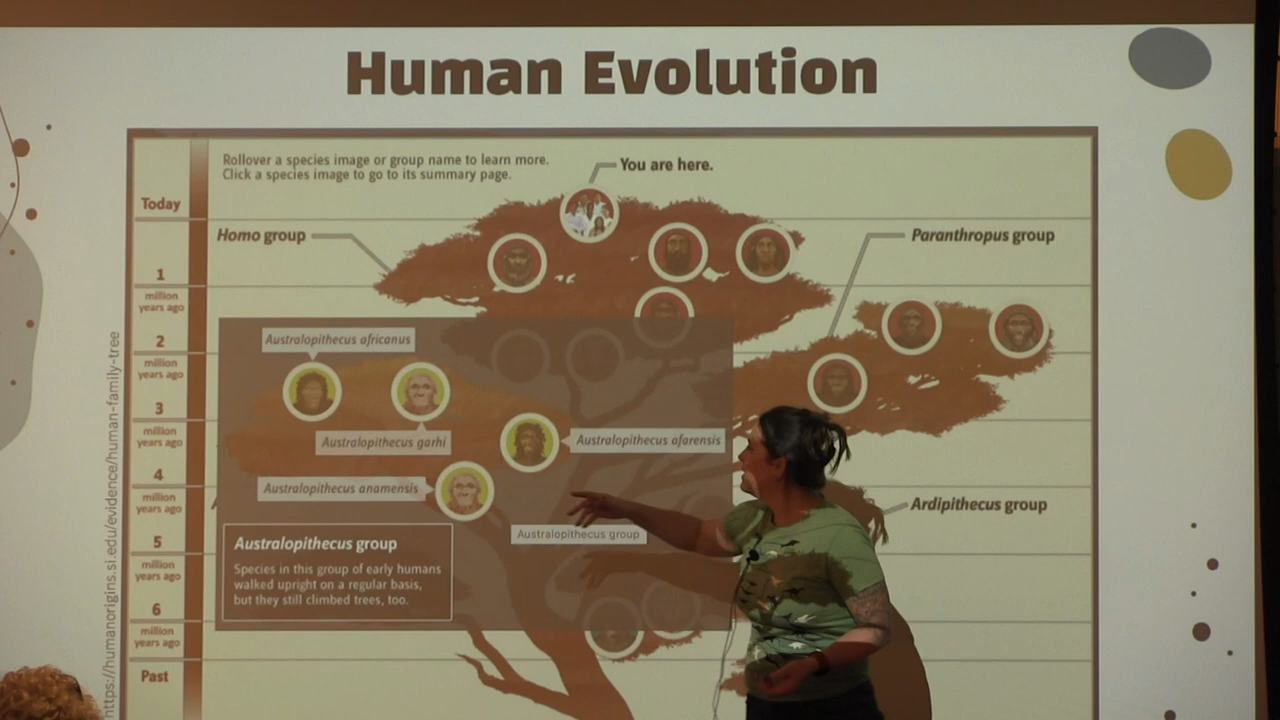 Human Evolution
Rollover a species image or group name to learn more.
Click a species image to go to its summary page.
You are here.
Today
Homo group
Paranthropus group
1
million
years ago
2
million
years ago
3
million
years ago
4
million
years ago
5
million
years ago
6
million
years ago
Past
Australopithecus africanus
Australopithecus garhi
Australopithecus afarensis
Australopithecus anamensis
Ardipithecus group
Australopithecus group
Australopithecus group
Species in this group of early humans
walked upright on a regular basis,
but they still climbed trees, too.
https://humanorigins.si.edu/evidence/human-family-tree